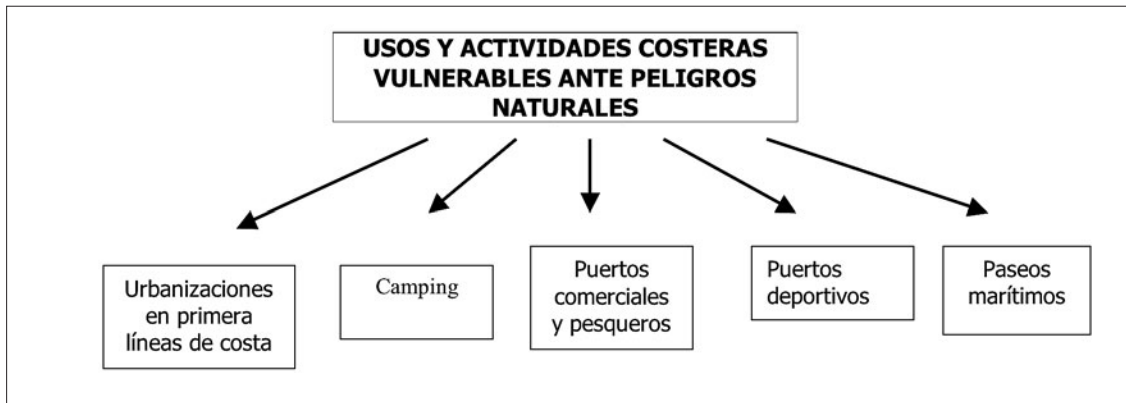 USOS Y ACTIVIDADES COSTERAS
VULNERABLES ANTE PELIGROS
NATURALES
Urbanizaciones
en primera
líneas de costa
Camping
Puertos
comerciales
y pesqueros
Puertos
deportivos
Paseos
marítimos